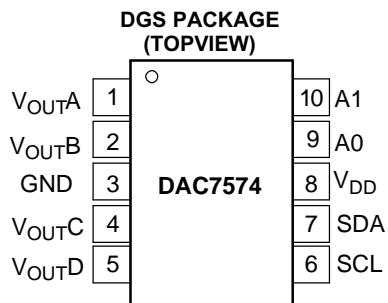 DGS PACKAGE
(TOPVIEW)
VOUTA 1 10 A1
VOUTB 2 9 A0
GND 3 DAC7574 8 VDD
VOUTC 4 7 SDA
VOUTD 5 6 SCL